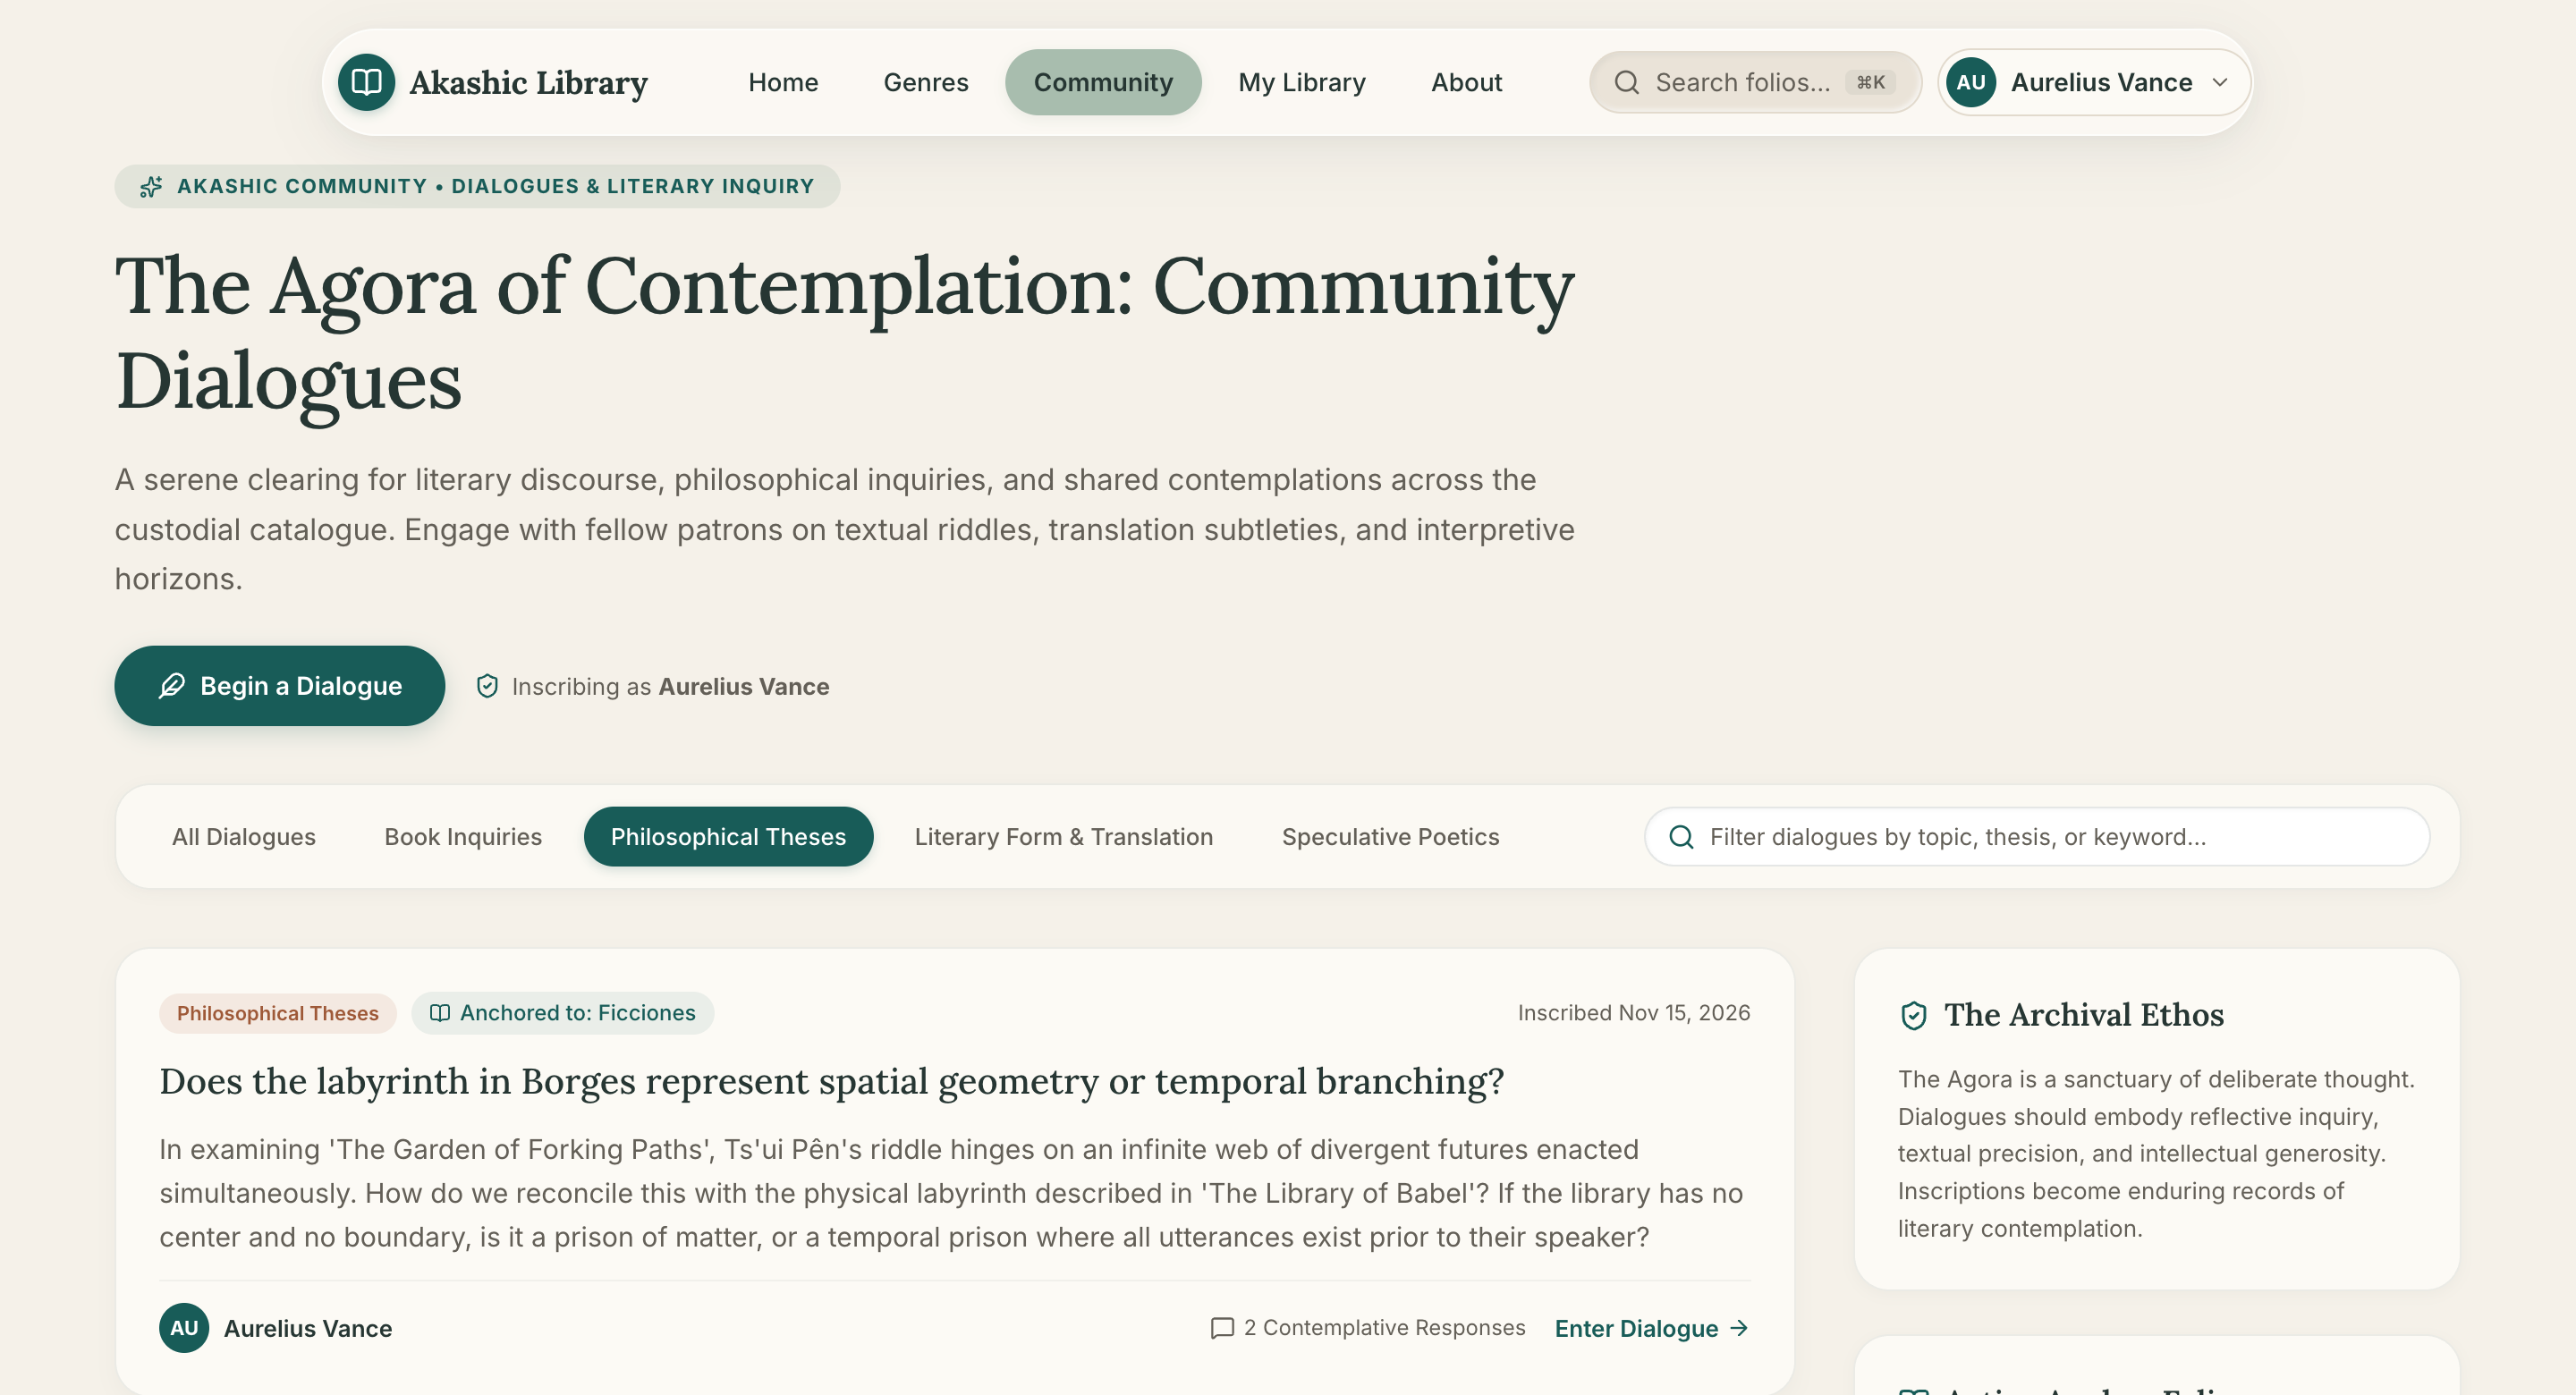 Akashic Library
Home
Genres
Community
My Library
About
Search folios...
⌘K
AU
Aurelius Vance
AKASHIC COMMUNITY • DIALOGUES & LITERARY INQUIRY
The Agora of Contemplation: Community
Dialogues
A serene clearing for literary discourse, philosophical inquiries, and shared contemplations across the
custodial catalogue. Engage with fellow patrons on textual riddles, translation subtleties, and interpretive
horizons.
Begin a Dialogue
Inscribing as Aurelius Vance
All Dialogues
Book Inquiries
Philosophical Theses
Literary Form & Translation
Speculative Poetics
Filter dialogues by topic, thesis, or keyword...
Philosophical Theses
Anchored to: Ficciones
Inscribed Nov 15, 2026
Does the labyrinth in Borges represent spatial geometry or temporal branching?
In examining 'The Garden of Forking Paths', Ts'ui Pên's riddle hinges on an infinite web of divergent futures enacted
simultaneously. How do we reconcile this with the physical labyrinth described in 'The Library of Babel'? If the library has no
center and no boundary, is it a prison of matter, or a temporal prison where all utterances exist prior to their speaker?
AU
Aurelius Vance
2 Contemplative Responses
Enter Dialogue
The Archival Ethos
The Agora is a sanctuary of deliberate thought.
Dialogues should embody reflective inquiry,
textual precision, and intellectual generosity.
Inscriptions become enduring records of
literary contemplation.